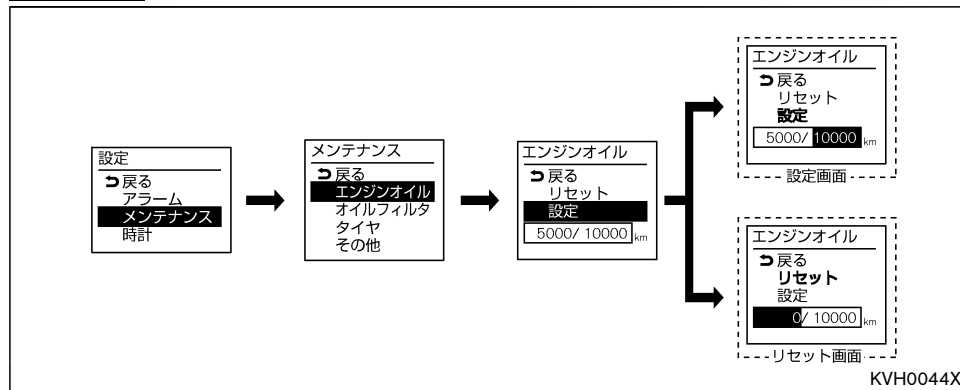 設定
⮌戻る
アラーム
メンテナンス
時計
メンテナンス
⮌戻る
エンジンオイル
オイルフィルタ
タイヤ
その他
エンジンオイル
⮌戻る
リセット
設定
5000/ 10000 km
エンジンオイル
⮌戻る
リセット
設定
5000/ 10000 km
設定画面
エンジンオイル
⮌戻る
リセット
設定
0/ 10000 km
リセット画面
KVH0044X